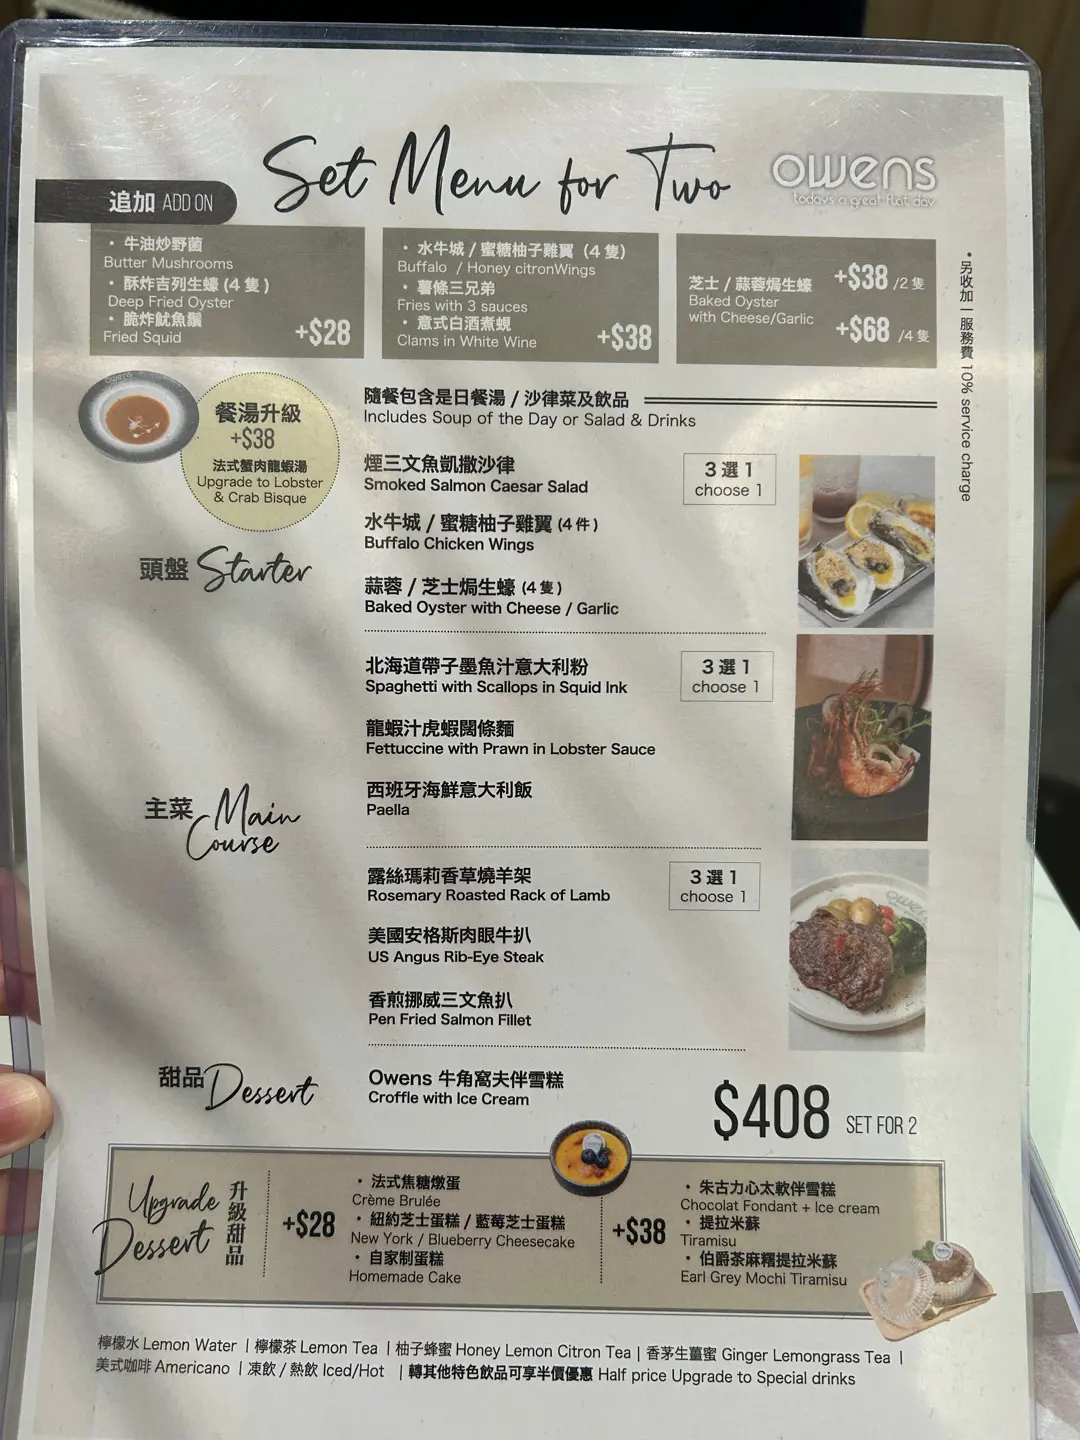 Set Menu for Two
owens
todays a great flat day
追加 ADD ON
・牛油炒野菌
Butter Mushrooms
・酥炸吉列生蠔 (4 隻)
Deep Fried Oyster
・脆炸魷魚鬚
Fried Squid
+$28
・水牛城 / 蜜糖柚子雞翼 (4 隻)
Buffalo / Honey citronWings
・薯條三兄弟
Fries with 3 sauces
・意式白酒煮蜆
Clams in White Wine
+$38
芝士 / 蒜蓉焗生蠔
Baked Oyster
with Cheese/Garlic
+$38 /2 隻
+$68 /4 隻
・另收加一服務費 10% service charge
owens
餐湯升級
+$38
法式蟹肉龍蝦湯
Upgrade to Lobster
& Crab Bisque
隨餐包含是日餐湯 / 沙律菜及飲品
Includes Soup of the Day or Salad & Drinks
頭盤 Starter
煙三文魚凱撒沙律
Smoked Salmon Caesar Salad
3 選 1
choose 1
水牛城 / 蜜糖柚子雞翼 (4 件)
Buffalo Chicken Wings
蒜蓉 / 芝士焗生蠔 (4 隻)
Baked Oyster with Cheese / Garlic
主菜 Main Course
北海道帶子墨魚汁意大利粉
Spaghetti with Scallops in Squid Ink
3 選 1
choose 1
龍蝦汁虎蝦闊條麵
Fettuccine with Prawn in Lobster Sauce
西班牙海鮮意大利飯
Paella
露絲瑪莉香草燒羊架
Rosemary Roasted Rack of Lamb
3 選 1
choose 1
美國安格斯肉眼牛扒
US Angus Rib-Eye Steak
香煎挪威三文魚扒
Pen Fried Salmon Fillet
owens
甜品 Dessert
Owens 牛角窩夫伴雪糕
Croffle with Ice Cream
$408 SET FOR 2
Upgrade Dessert
升級甜品
+$28
・法式焦糖燉蛋
Crème Brulée
・紐約芝士蛋糕 / 藍莓芝士蛋糕
New York / Blueberry Cheesecake
・自家制蛋糕
Homemade Cake
+$38
・朱古力心太軟伴雪糕
Chocolat Fondant + Ice cream
・提拉米蘇
Tiramisu
・伯爵茶麻糬提拉米蘇
Earl Grey Mochi Tiramisu
檸檬水 Lemon Water | 檸檬茶 Lemon Tea | 柚子蜂蜜 Honey Lemon Citron Tea | 香茅生薑蜜 Ginger Lemongrass Tea |
美式咖啡 Americano | 凍飲 / 熱飲 Iced/Hot | 轉其他特色飲品可享半價優惠 Half price Upgrade to Special drinks